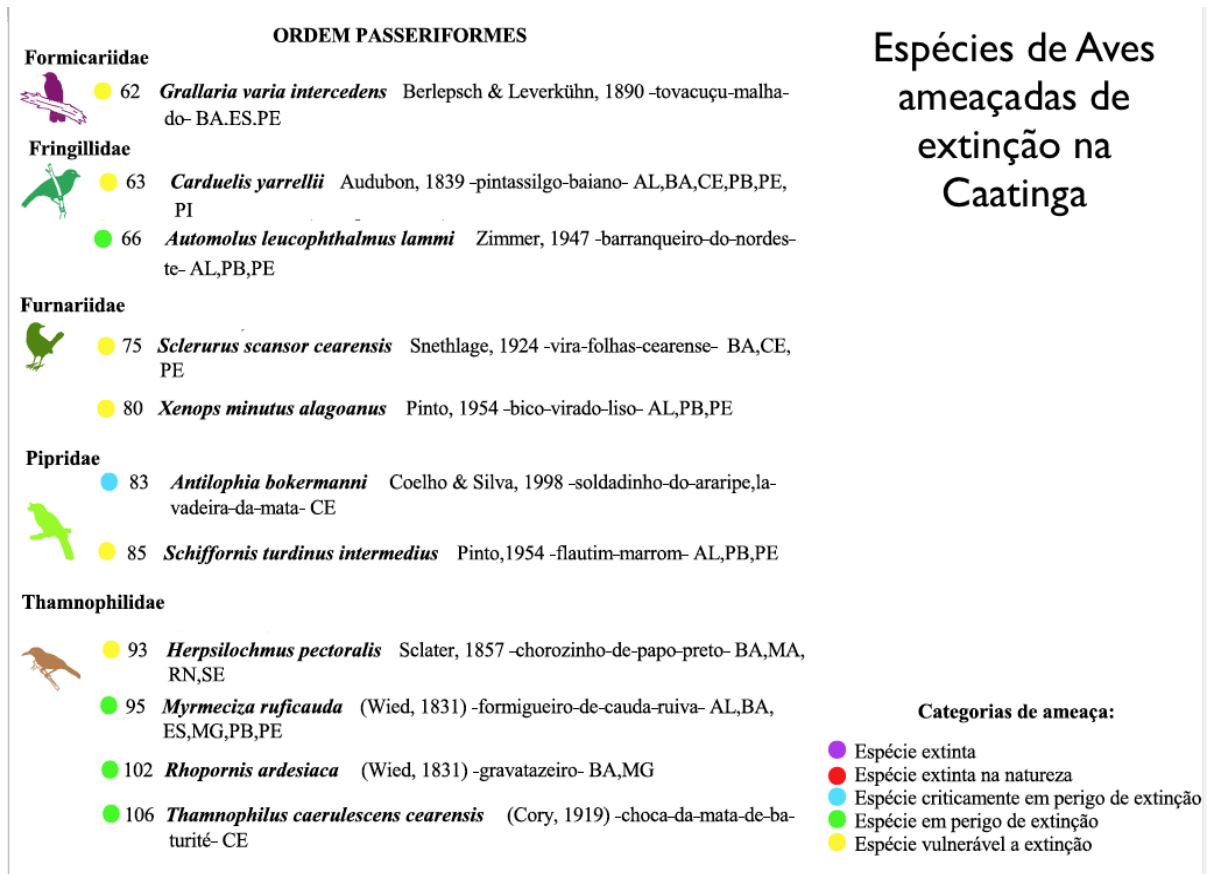 ORDEM PASSERIFORMES
Formicariidae
62 Grallaria varia intercedens Berlepsch & Leverkühn, 1890 -tovacuçu-malha-
do- BA.ES.PE
Fringillidae
63 Carduelis yarrellii Audubon, 1839 -pintassilgo-baiano- AL,BA,CE,PB,PE,
PI
66 Automolus leucophthalmus lammi Zimmer, 1947 -barranqueiro-do-nordes-
te- AL,PB,PE
Furnariidae
75 Sclerurus scansor cearensis Snethlage, 1924 -vira-folhas-cearense- BA,CE,
PE
80 Xenops minutus alagoanus Pinto, 1954 -bico-virado-liso- AL,PB,PE
Pipridae
83 Antilophia bokermanni Coelho & Silva, 1998 -soldadinho-do-araripe,la-
vadeira-da-mata- CE
85 Schiffornis turdinus intermedius Pinto,1954 -flautim-marrom- AL,PB,PE
Thamnophilidae
93 Herpsilochmus pectoralis Sclater, 1857 -chorozinho-de-papo-preto- BA,MA,
RN,SE
95 Myrmeciza ruficauda (Wied, 1831) -formigueiro-de-cauda-ruiva- AL,BA,
ES,MG,PB,PE
102 Rhopornis ardesiaca (Wied, 1831) -gravatazeiro- BA,MG
106 Thamnophilus caerulescens cearensis (Cory, 1919) -choca-da-mata-de-ba-
turité- CE
Espécies de Aves
ameaçadas de
extinção na
Caatinga
Categorias de ameaça:
Espécie extinta
Espécie extinta na natureza
Espécie criticamente em perigo de extinção
Espécie em perigo de extinção
Espécie vulnerável a extinção